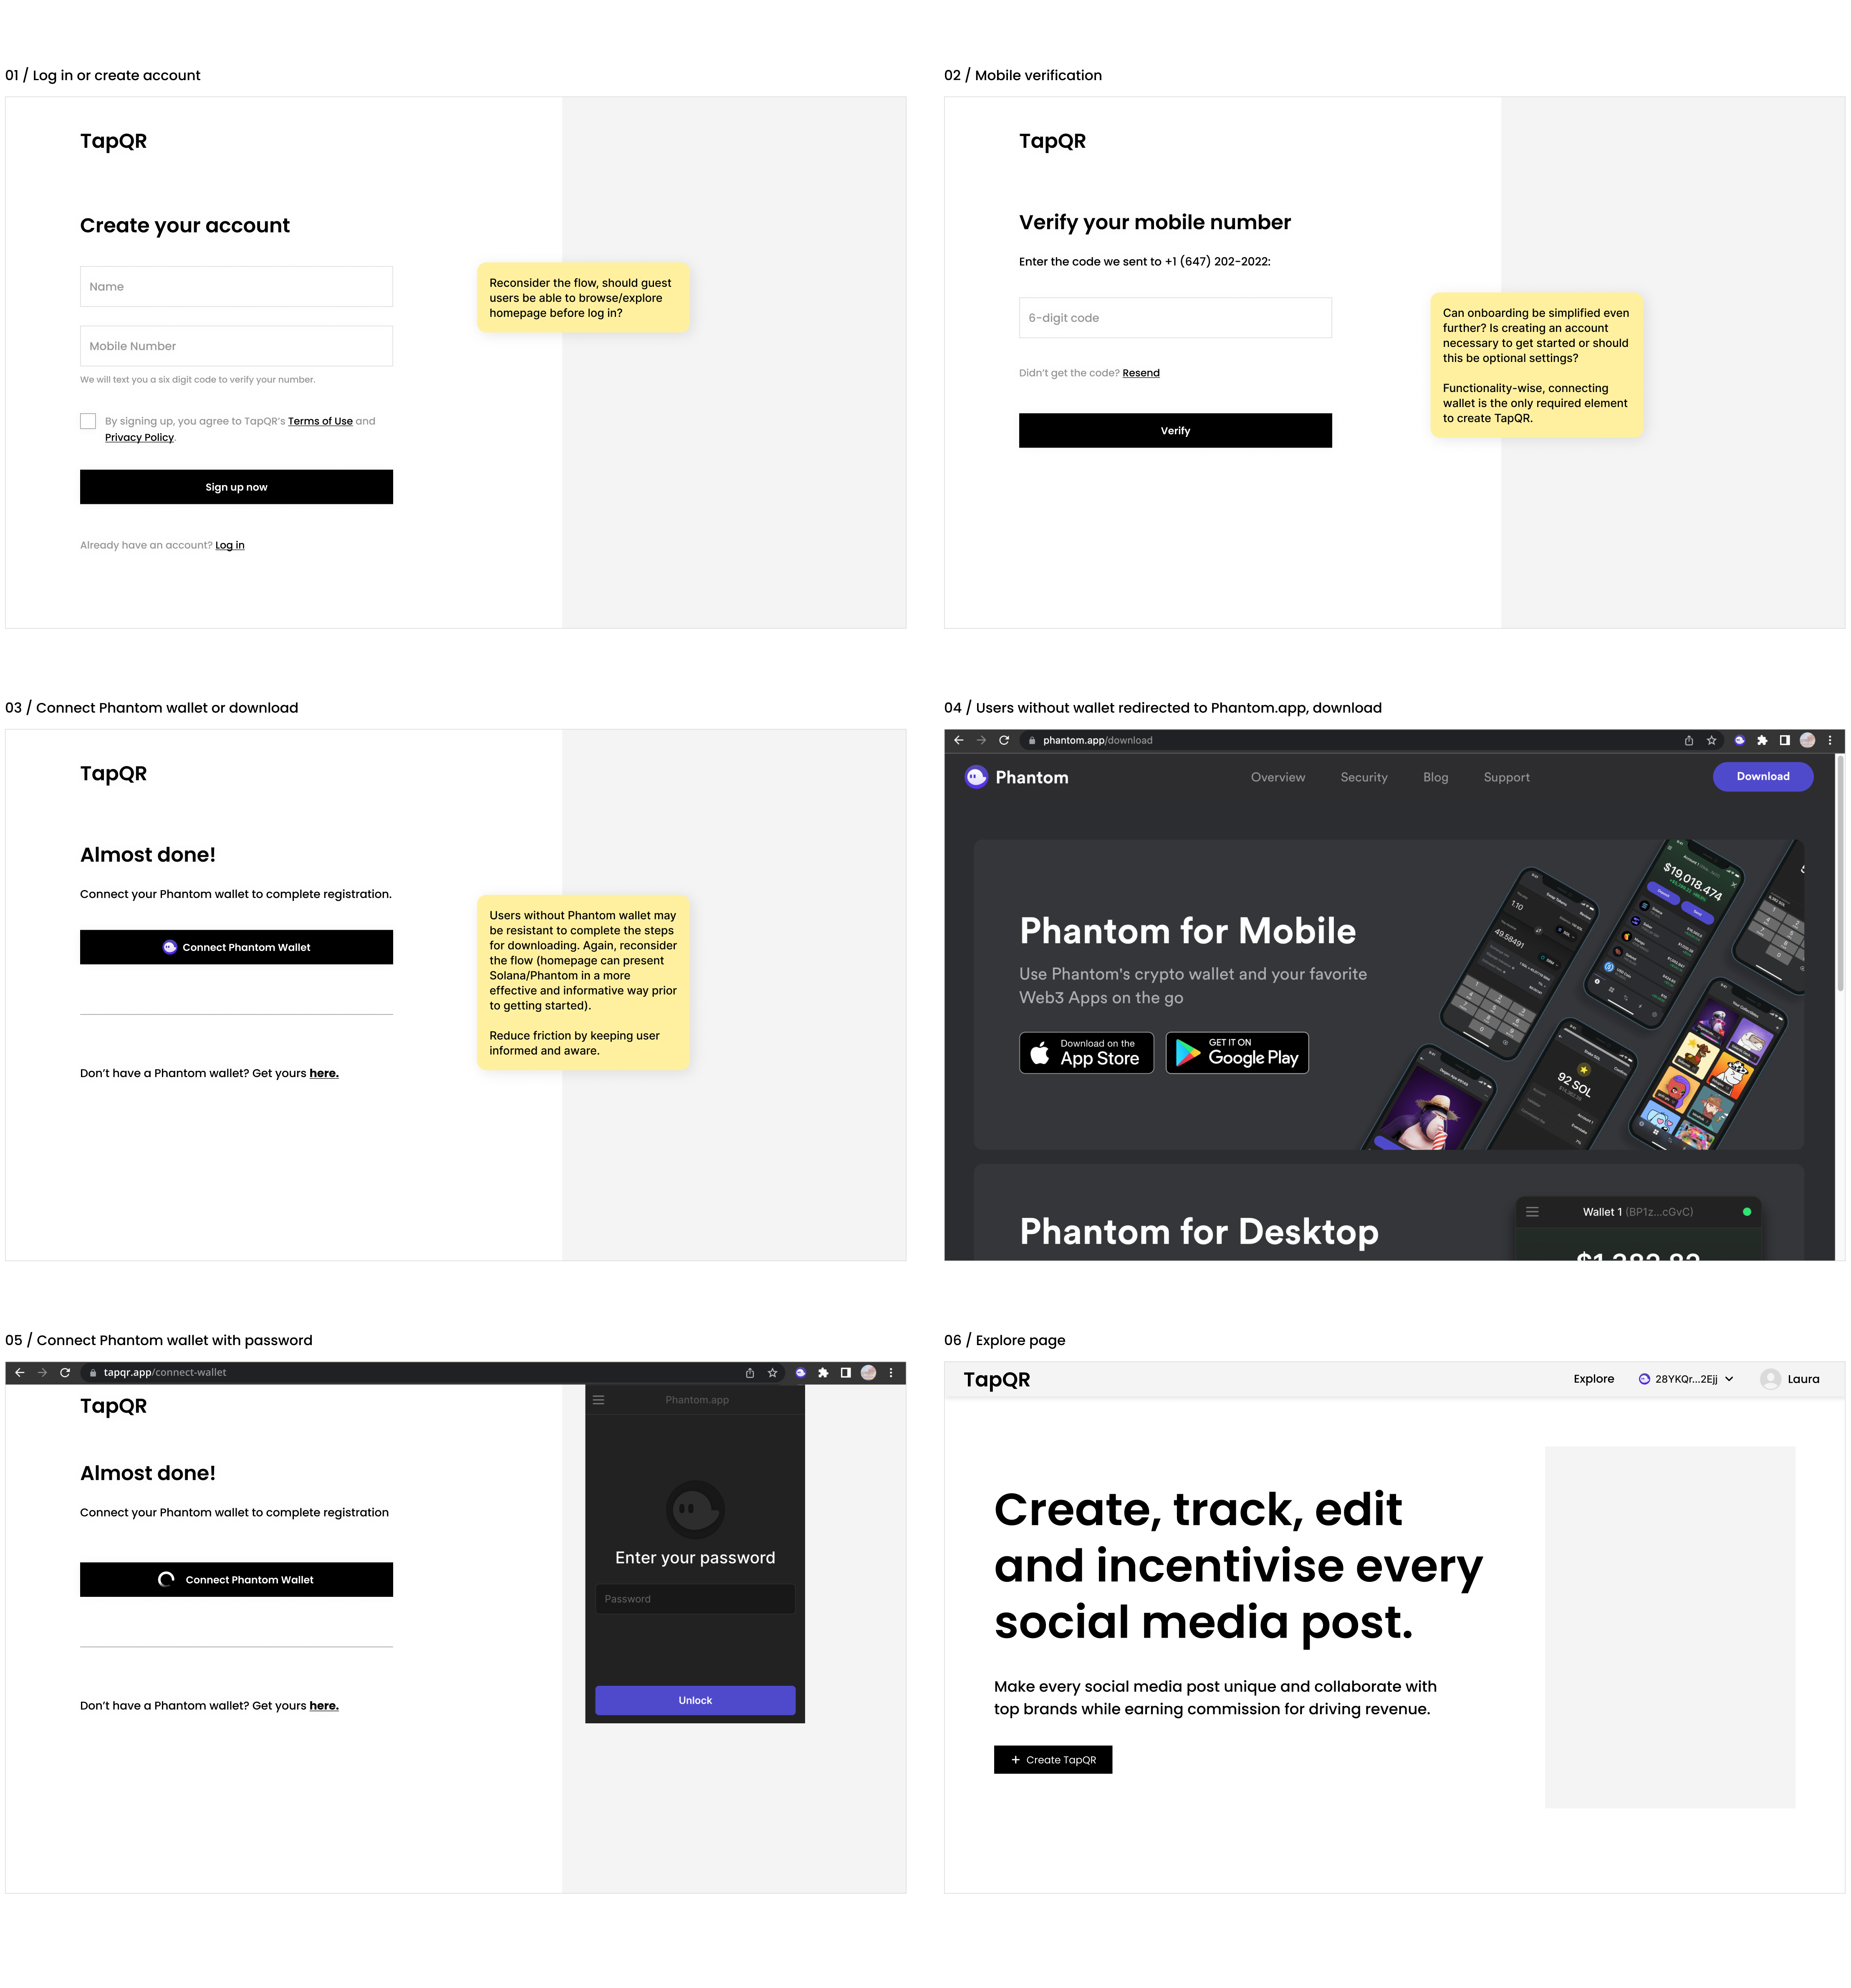 01 / Log in or create account
TapQR
Create your account
Name
Mobile Number
We will text you a six digit code to verify your number.
By signing up, you agree to TapQR's Terms of Use and
Privacy Policy.
Sign up now
Already have an account? Log in
Reconsider the flow, should guest
users be able to browse/explore
homepage before log in?
02 / Mobile verification
TapQR
Verify your mobile number
Enter the code we sent to +1 (647) 202-2022:
6-digit code
Didn't get the code? Resend
Verify
Can onboarding be simplified even
further? Is creating an account
necessary to get started or should
this be optional settings?
Functionality-wise, connecting
wallet is the only required element
to create TapQR.
03 / Connect Phantom wallet or download
TapQR
Almost done!
Connect your Phantom wallet to complete registration.
Connect Phantom Wallet
Don't have a Phantom wallet? Get yours here.
Users without Phantom wallet may
be resistant to complete the steps
for downloading. Again, reconsider
the flow (homepage can present
Solana/Phantom in a more
effective and informative way prior
to getting started).
Reduce friction by keeping user
informed and aware.
04 / Users without wallet redirected to Phantom.app, download
phantom.app/download
Phantom
Overview
Security
Blog
Support
Download
Phantom for Mobile
Use Phantom's crypto wallet and your favorite
Web3 Apps on the go
Download on the
App Store
GET IT ON
Google Play
$19,018.474
1.10
49.58491
92 SOL
Phantom for Desktop
Wallet 1 (BP1z...cGvC)
05 / Connect Phantom wallet with password
tapqr.app/connect-wallet
TapQR
Almost done!
Connect your Phantom wallet to complete registration
Connect Phantom Wallet
Don't have a Phantom wallet? Get yours here.
Phantom.app
Enter your password
Password
Unlock
06 / Explore page
TapQR
Explore
28YKQr...2Ejj
Laura
Create, track, edit
and incentivise every
social media post.
Make every social media post unique and collaborate with
top brands while earning commission for driving revenue.
+ Create TapQR